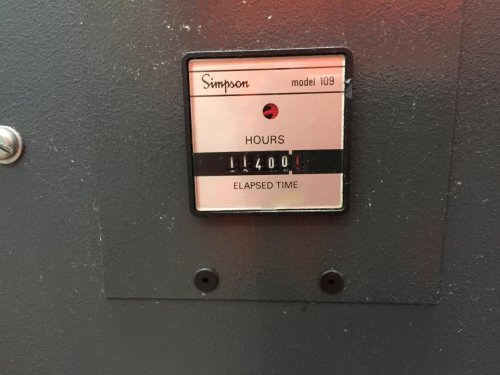 Simpson model 109
HOURS
11400
ELAPSED TIME